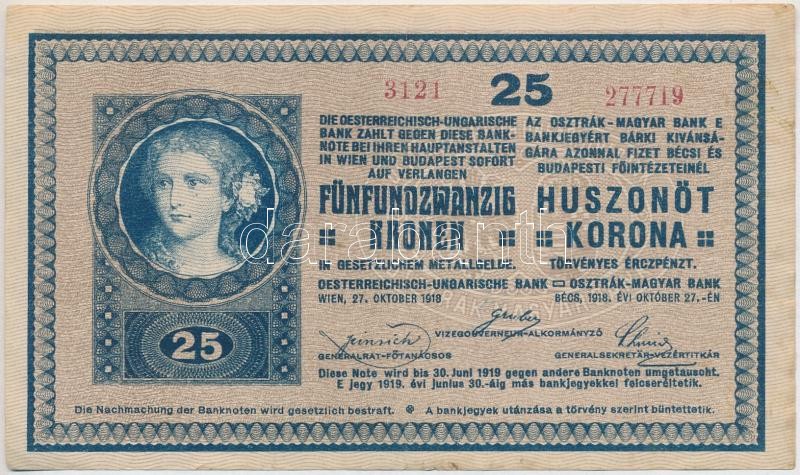 3121 25 277719
DIE OESTERREICHISCH-UNGARISCHE
BANK ZAHLT GEGEN DIESE BANK-
NOTE BEI IHREN HAUPTANSTALTEN
IN WIEN UND BUDAPEST SOFORT
AUF VERLANGEN
FÜNFUNDZWANZIG
KRONEN
IN GESETZLICHEM METALLGELDE.
AZ OSZTRÁK-MAGYAR BANK E
BANKJEGYÉRT BÁRKI KIVÁNSÁ-
GÁRA AZONNAL FIZET BÉCSI ÉS
BUDAPESTI FŐINTÉZETEINÉL
HUSZONÖT
KORONA
TÖRVÉNYES ÉRCZPÉNZT.
OESTERREICHISCH-UNGARISCHE BANK OSZTRÁK-MAGYAR BANK
WIEN, 27. OKTOBER 1918 BÉCS, 1918. ÉVI OKTÓBER 27.-ÉN
Gruber
VIZEGOUVERNEUR-ALKORMÁNYZÓ
GENERALRAT-FŐTANÁCSOS GENERALSEKRETÄR-VEZÉRTITKÁR
25
Diese Note wird bis 30. Juni 1919 gegen andere Banknoten umgetauscht.
E jegy 1919. évi junius 30.-áig más bankjegyekkel felcseréltetik.
Die Nachmachung der Banknoten wird gesetzlich bestraft. A bankjegyek utánzása a törvény szerint büntettetik.
darabanth.com